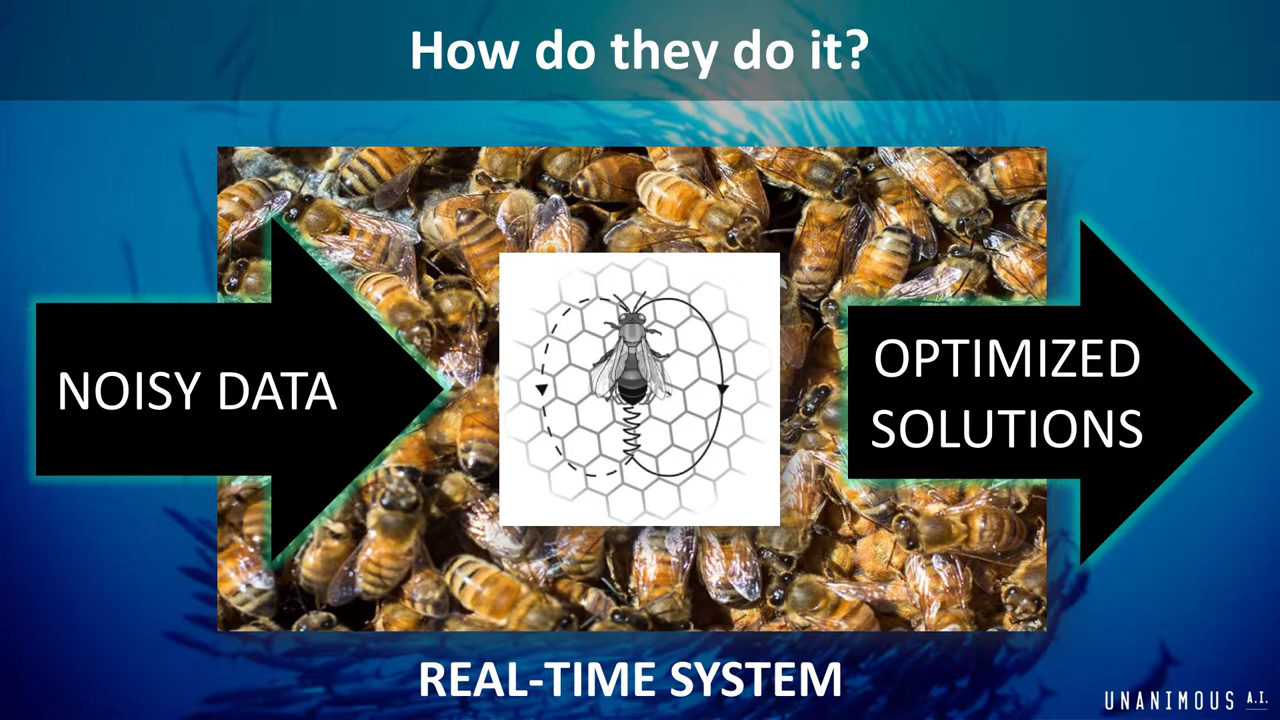 How do they do it?
NOISY DATA
OPTIMIZED
SOLUTIONS
REAL-TIME SYSTEM
UNANIMOUS A.I.